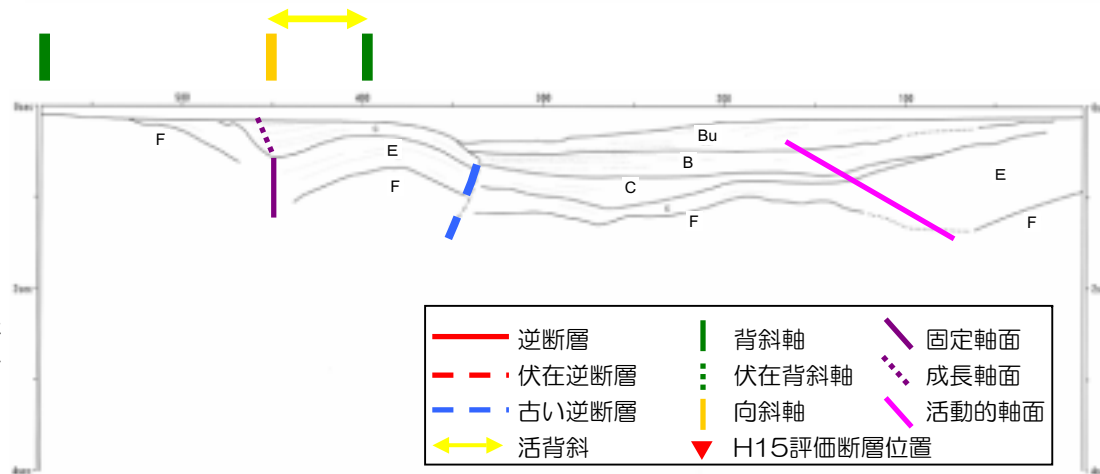 500 400 300 200 100
0sec
F
E
F
Bu
B
C
F
E
F
2sec
逆断層 背斜軸 固定軸面
伏在逆断層 伏在背斜軸 成長軸面
古い逆断層 向斜軸 活動的軸面
活背斜 H15評価断層位置